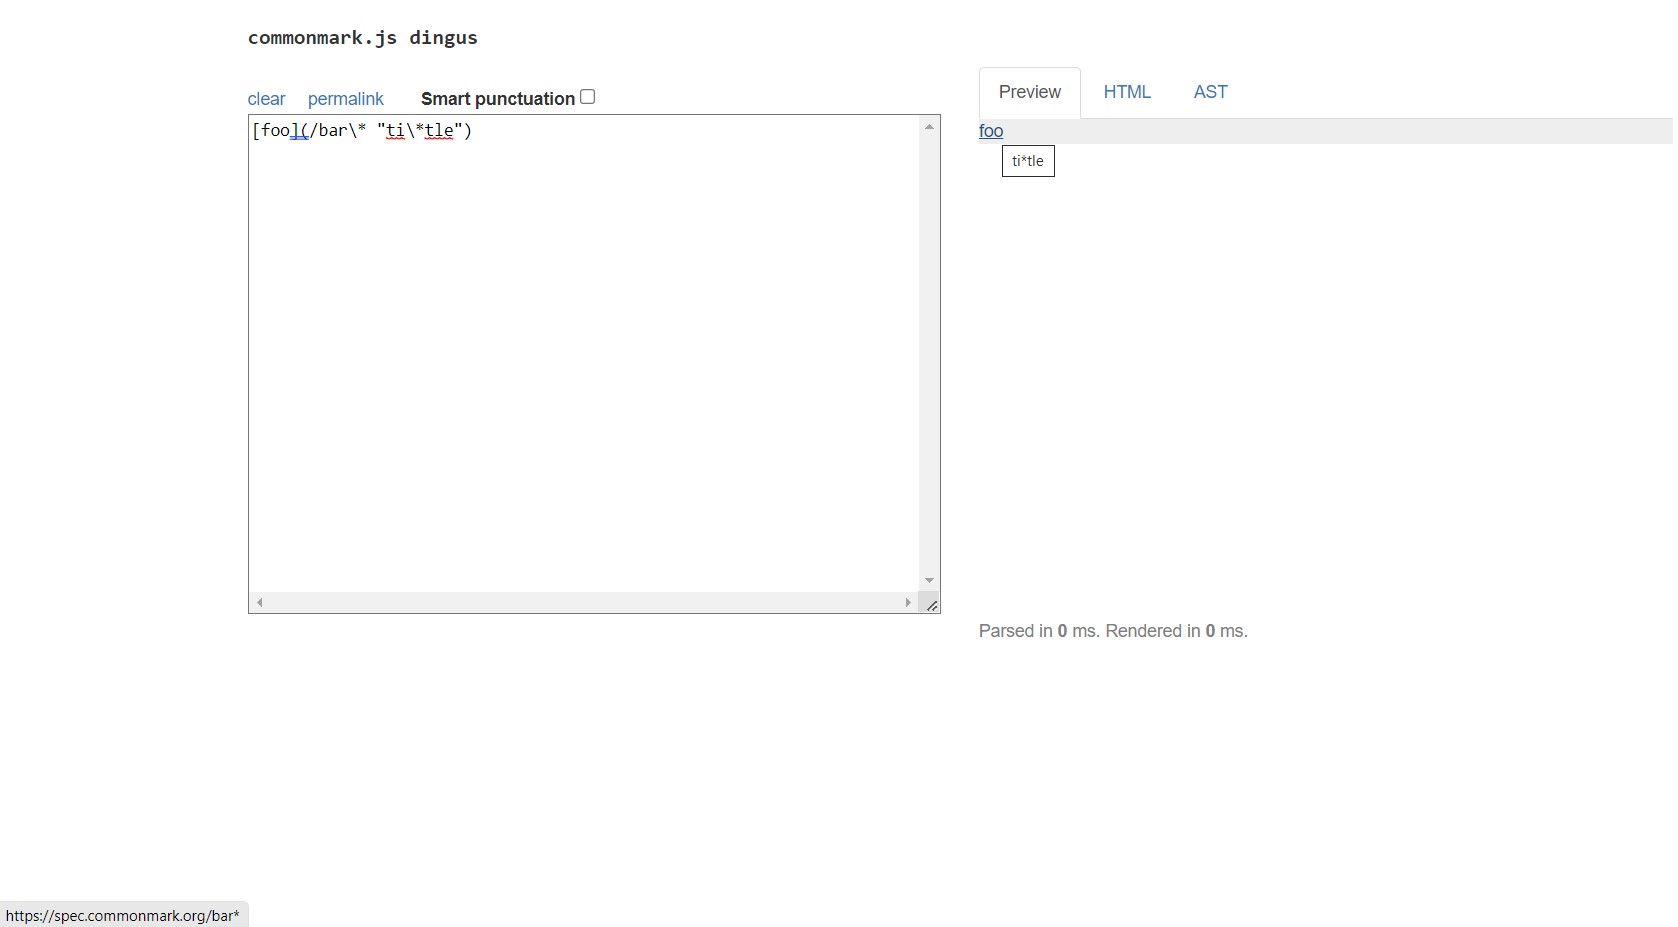 commonmark.js dingus
clear permalink Smart punctuation
[foo](/bar\* "ti\*tle")
Preview HTML AST
foo
ti*tle
Parsed in 0 ms. Rendered in 0 ms.
https://spec.commonmark.org/bar*